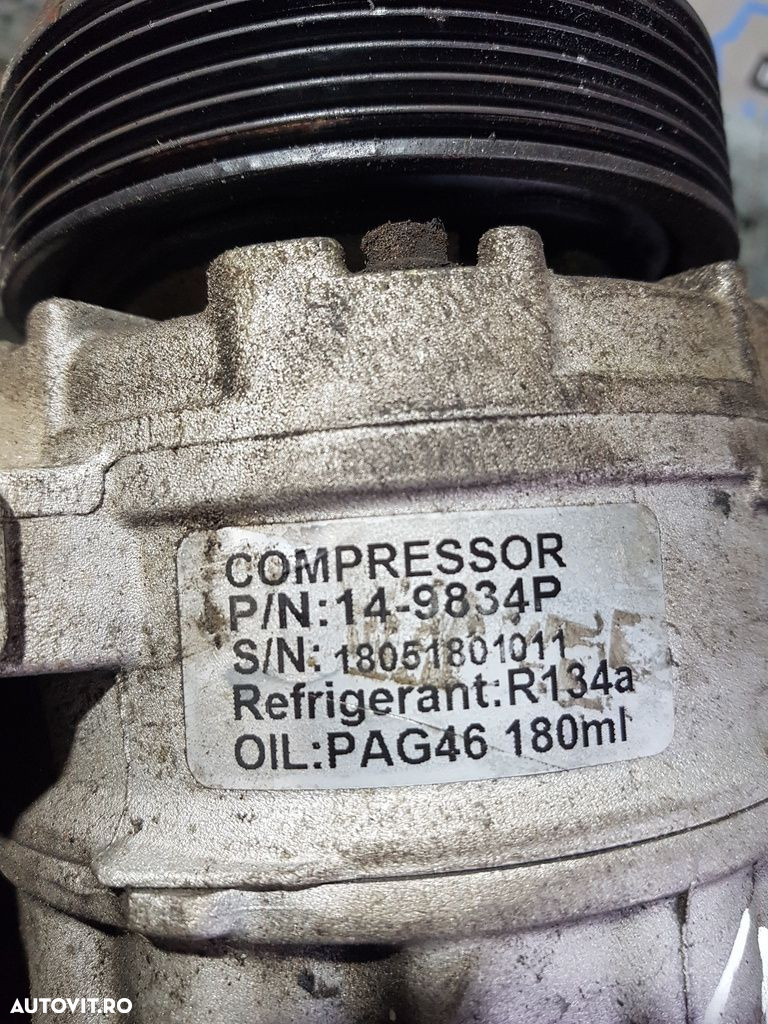 COMPRESSOR
P/N:14-9834P
S/N: 18051801011
Refrigerant:R134a
OIL:PAG46 180ml
AUTOVIT.RO